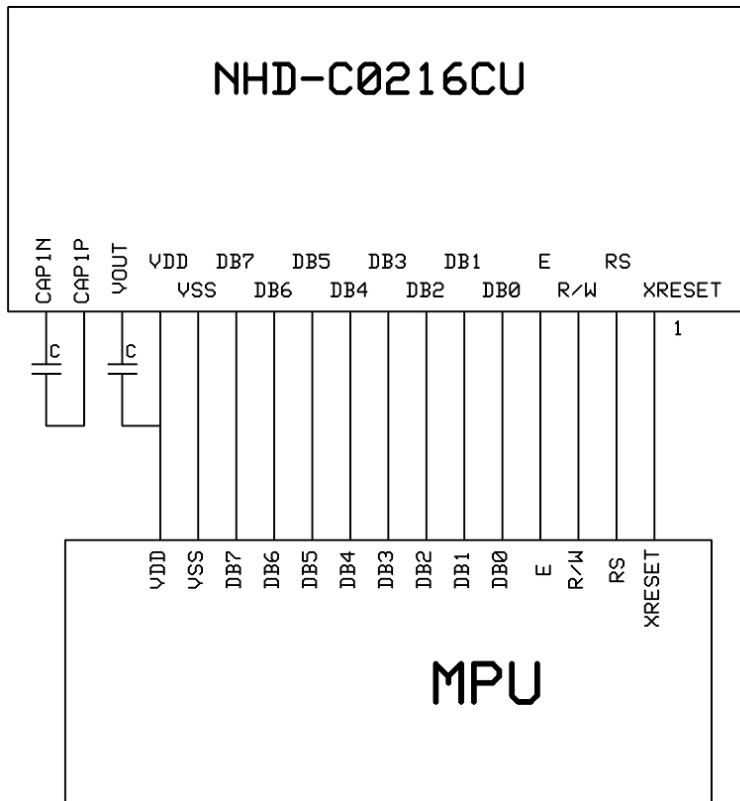 NHD-C0216CU
CAP1N CAP1P VOUT
VDD DB7 DB5 DB3 DB1 E RS
VSS DB6 DB4 DB2 DB0 R/W XRESET
1
C C
VDD VSS DB7 DB6 DB5 DB4 DB3 DB2 DB1 DB0 E R/W RS XRESET
MPU